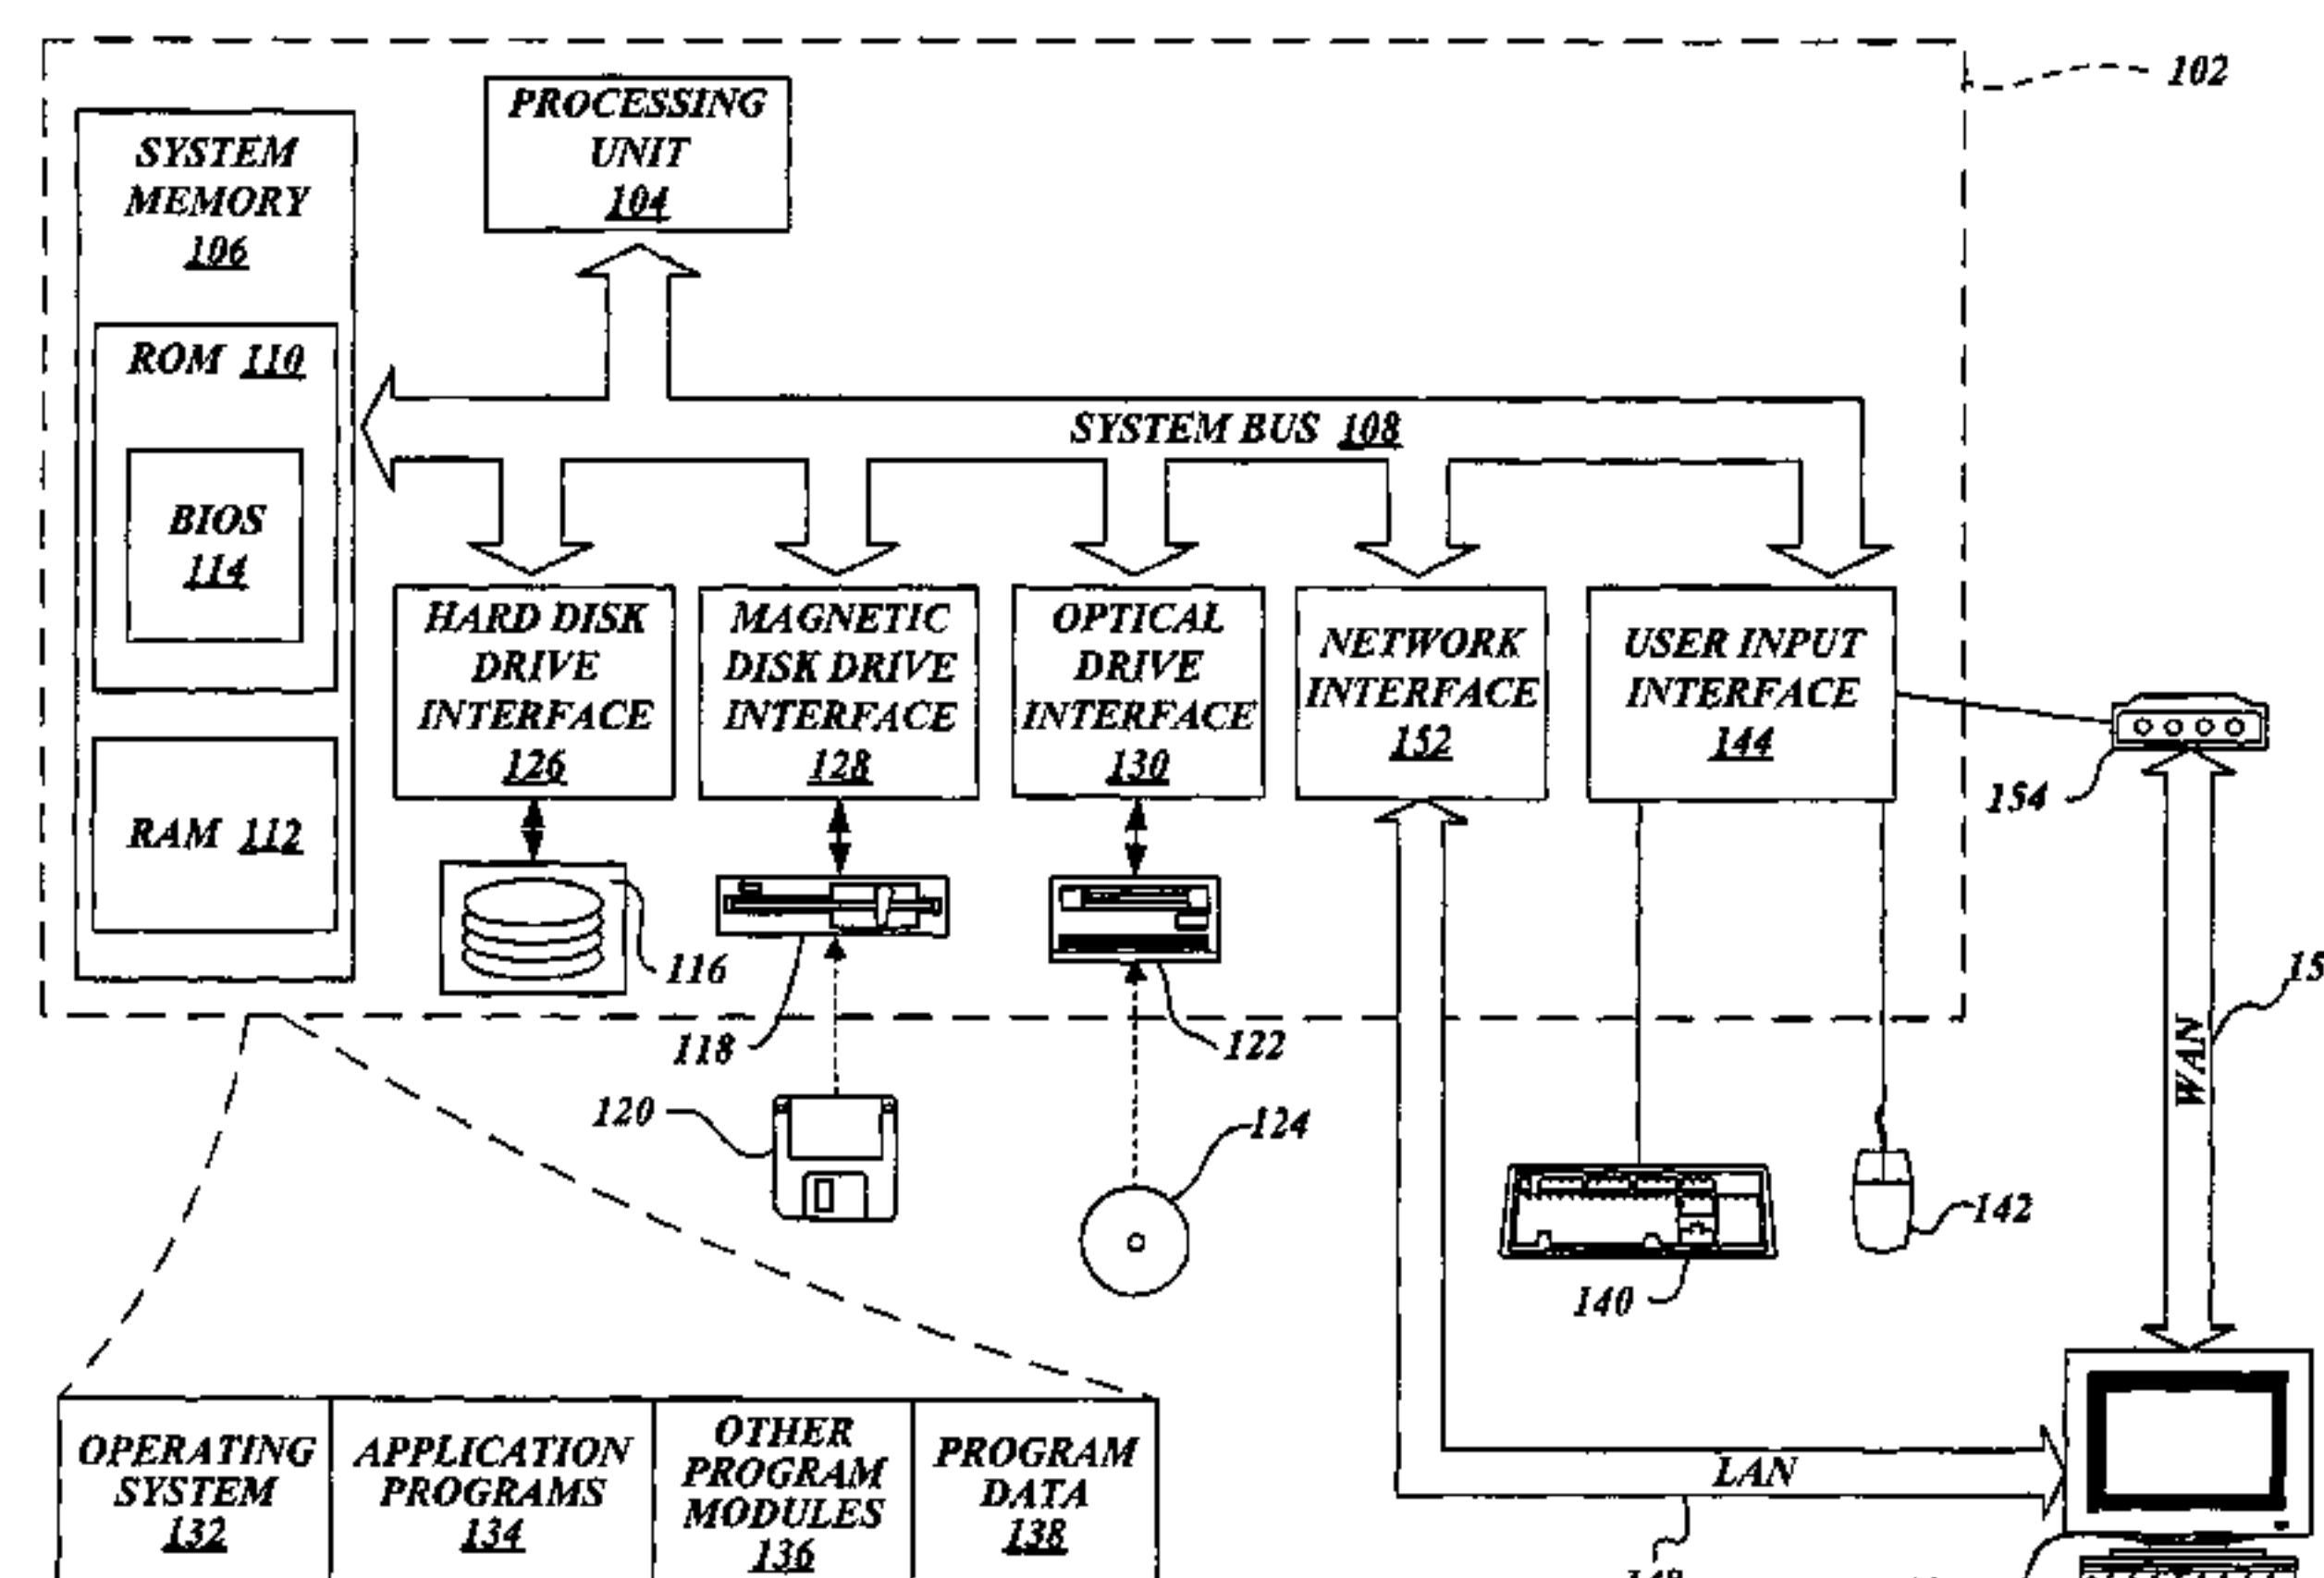 102
PROCESSING
UNIT
104
SYSTEM
MEMORY
106
ROM 110
BIOS
114
RAM 112
SYSTEM BUS 108
HARD DISK
DRIVE
INTERFACE
126
MAGNETIC
DISK DRIVE
INTERFACE
128
OPTICAL
DRIVE
INTERFACE
130
NETWORK
INTERFACE
152
USER INPUT
INTERFACE
144
154
116
118
122
120
124
140
142
WAN
LAN
OPERATING
SYSTEM
132
APPLICATION
PROGRAMS
134
OTHER
PROGRAM
MODULES
136
PROGRAM
DATA
138